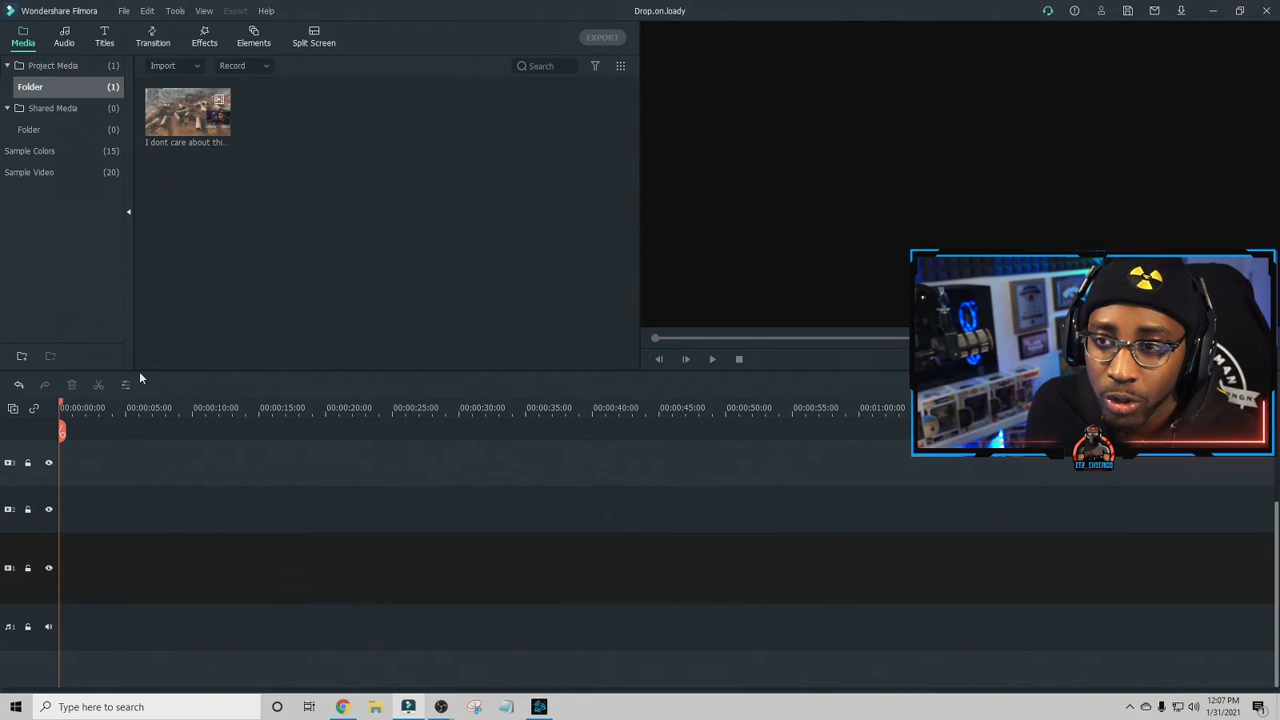 Wondershare Filmora File Edit Tools View Export Help Drop.on.loady
Media Audio Titles Transition Effects Elements Split Screen EXPORT
Project Media (1) Import Record Search
Folder (1)
Shared Media (0)
Folder (0)
I dont care about thi...
Sample Colors (15)
Sample Video (20)
00:00:00:00 00:00:05:00 00:00:10:00 00:00:15:00 00:00:20:00 00:00:25:00 00:00:30:00 00:00:35:00 00:00:40:00 00:00:45:00 00:00:50:00 00:00:55:00 00:01:00:00
3
2
1
1
ITZ_CHICAGO
Type here to search
12:07 PM
1/31/2021